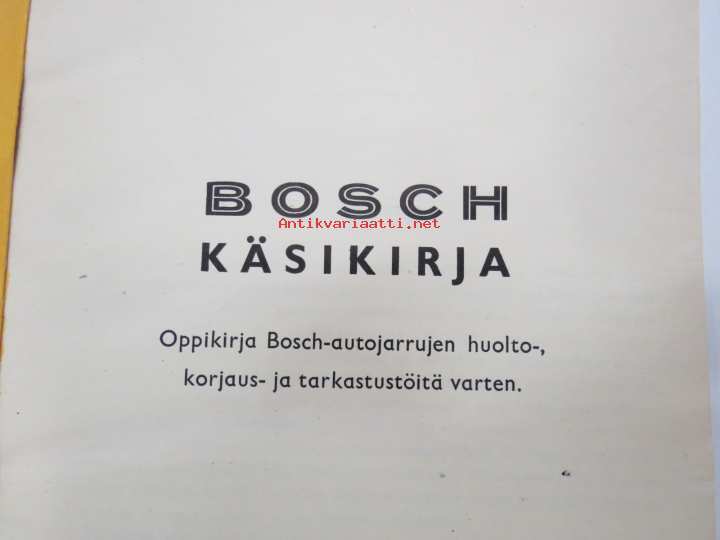 BOSCH
Antikvariaatti.net
KÄSIKIRJA
Oppikirja Bosch-autojarrujen huolto-,
korjaus- ja tarkastustöitä varten.